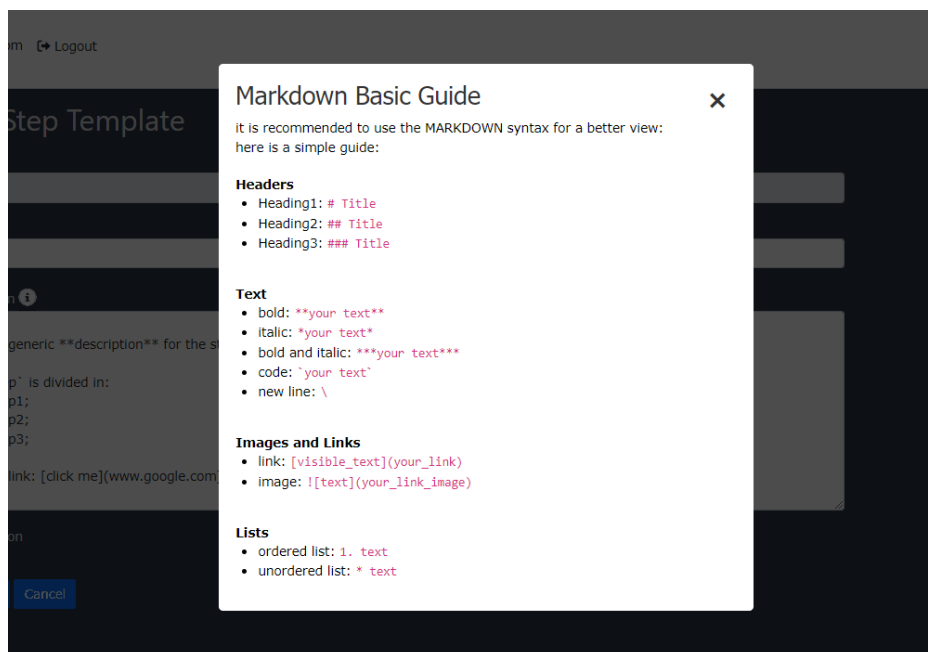 om Logout
Step Template
Markdown Basic Guide
it is recommended to use the MARKDOWN syntax for a better view:
here is a simple guide:
Headers
Heading1: # Title
Heading2: ## Title
Heading3: ### Title
Text
bold: **your text**
italic: *your text*
bold and italic: ***your text***
code: `your text`
new line: \
Images and Links
link: [visible_text](your_link)
image: ![text](your_link_image)
Lists
ordered list: 1. text
unordered list: * text
n
generic **description** for the st
p` is divided in:
p1;
p2;
p3;
link: [click me](www.google.com
on
Cancel